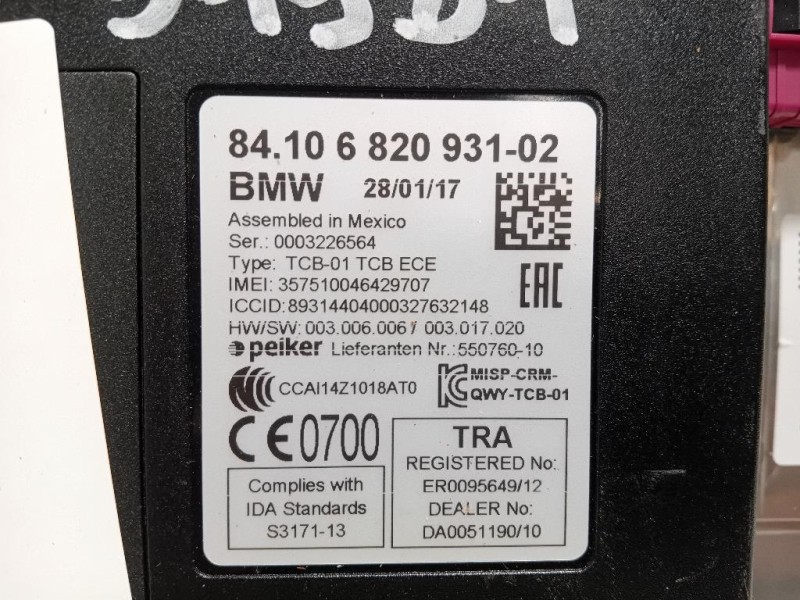 84.10 6 820 931-02
BMW 28/01/17
Assembled in Mexico
Ser.: 0003226564
Type: TCB-01 TCB ECE
IMEI: 357510046429707
ICCID:89314404000327632148
HW/SW: 003.006.006/ 003.017.020
peiker Lieferanten Nr.:550760-10
CCAI14Z1018AT0
MISP-CRM-
QWY-TCB-01
EAC
CE0700
Complies with
IDA Standards
S3171-13
TRA
REGISTERED No:
ER0095649/12
DEALER No:
DA0051190/10